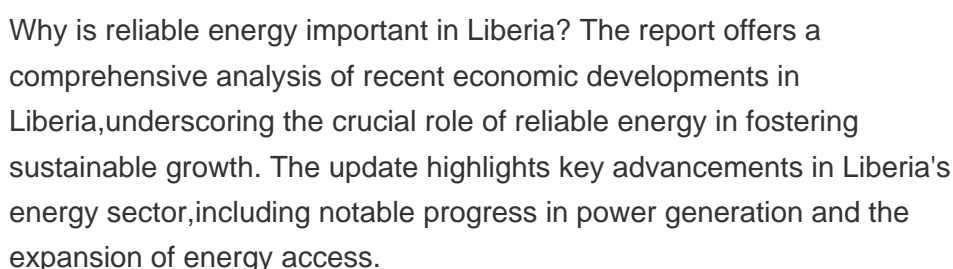 Why is reliable energy important in Liberia? The report offers a
comprehensive analysis of recent economic developments in
Liberia,underscoring the crucial role of reliable energy in fostering
sustainable growth. The update highlights key advancements in Liberia's
energy sector,including notable progress in power generation and the
expansion of energy access.